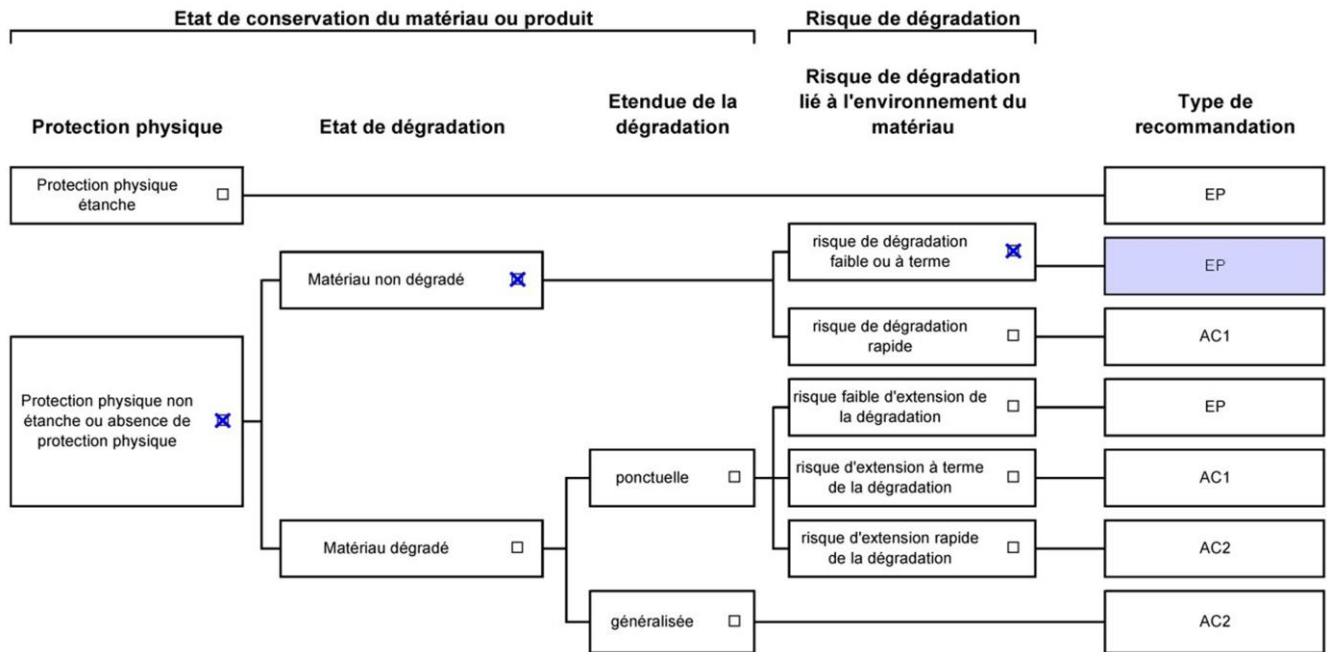 Etat de conservation du matériau ou produit
Risque de dégradation
Protection physique
Etat de dégradation
Etendue de la
dégradation
Risque de dégradation
lié à l'environnement du
matériau
Type de
recommandation
Protection physique
étanche
EP
risque de dégradation
faible ou à terme
EP
Matériau non dégradé
risque de dégradation
rapide
AC1
Protection physique non
étanche ou absence de
protection physique
risque faible d'extension de
la dégradation
EP
ponctuelle
risque d'extension à terme
de la dégradation
AC1
Matériau dégradé
risque d'extension rapide
de la dégradation
AC2
généralisée
AC2